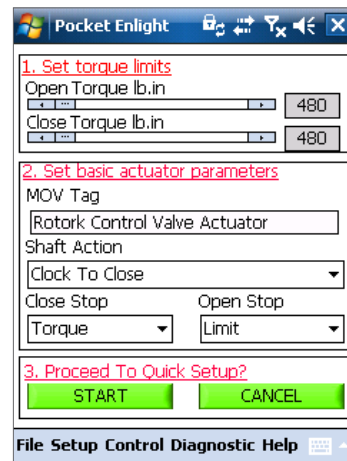 Pocket Enlight
1. Set torque limits
Open Torque lb.in
480
Close Torque lb.in
480
2. Set basic actuator parameters
MOV Tag
Rotork Control Valve Actuator
Shaft Action
Clock To Close
Close Stop Open Stop
Torque Limit
3. Proceed To Quick Setup?
START CANCEL
File Setup Control Diagnostic Help